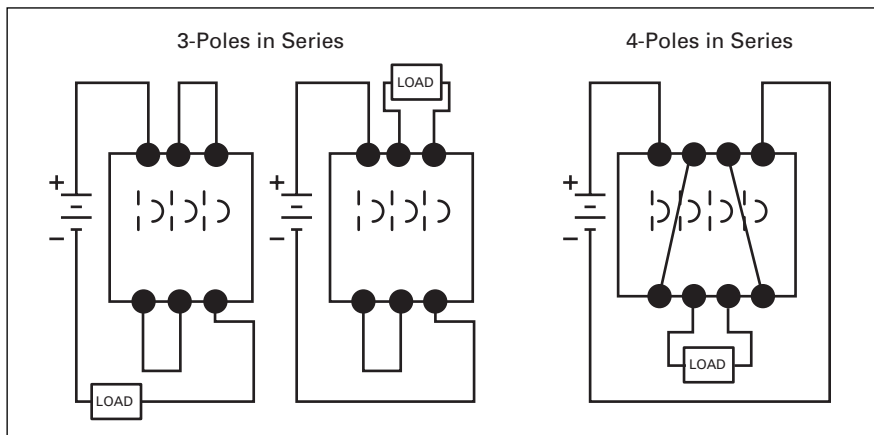 3-Poles in Series
4-Poles in Series
LOAD
+
–
+
–
+
–
LOAD
LOAD